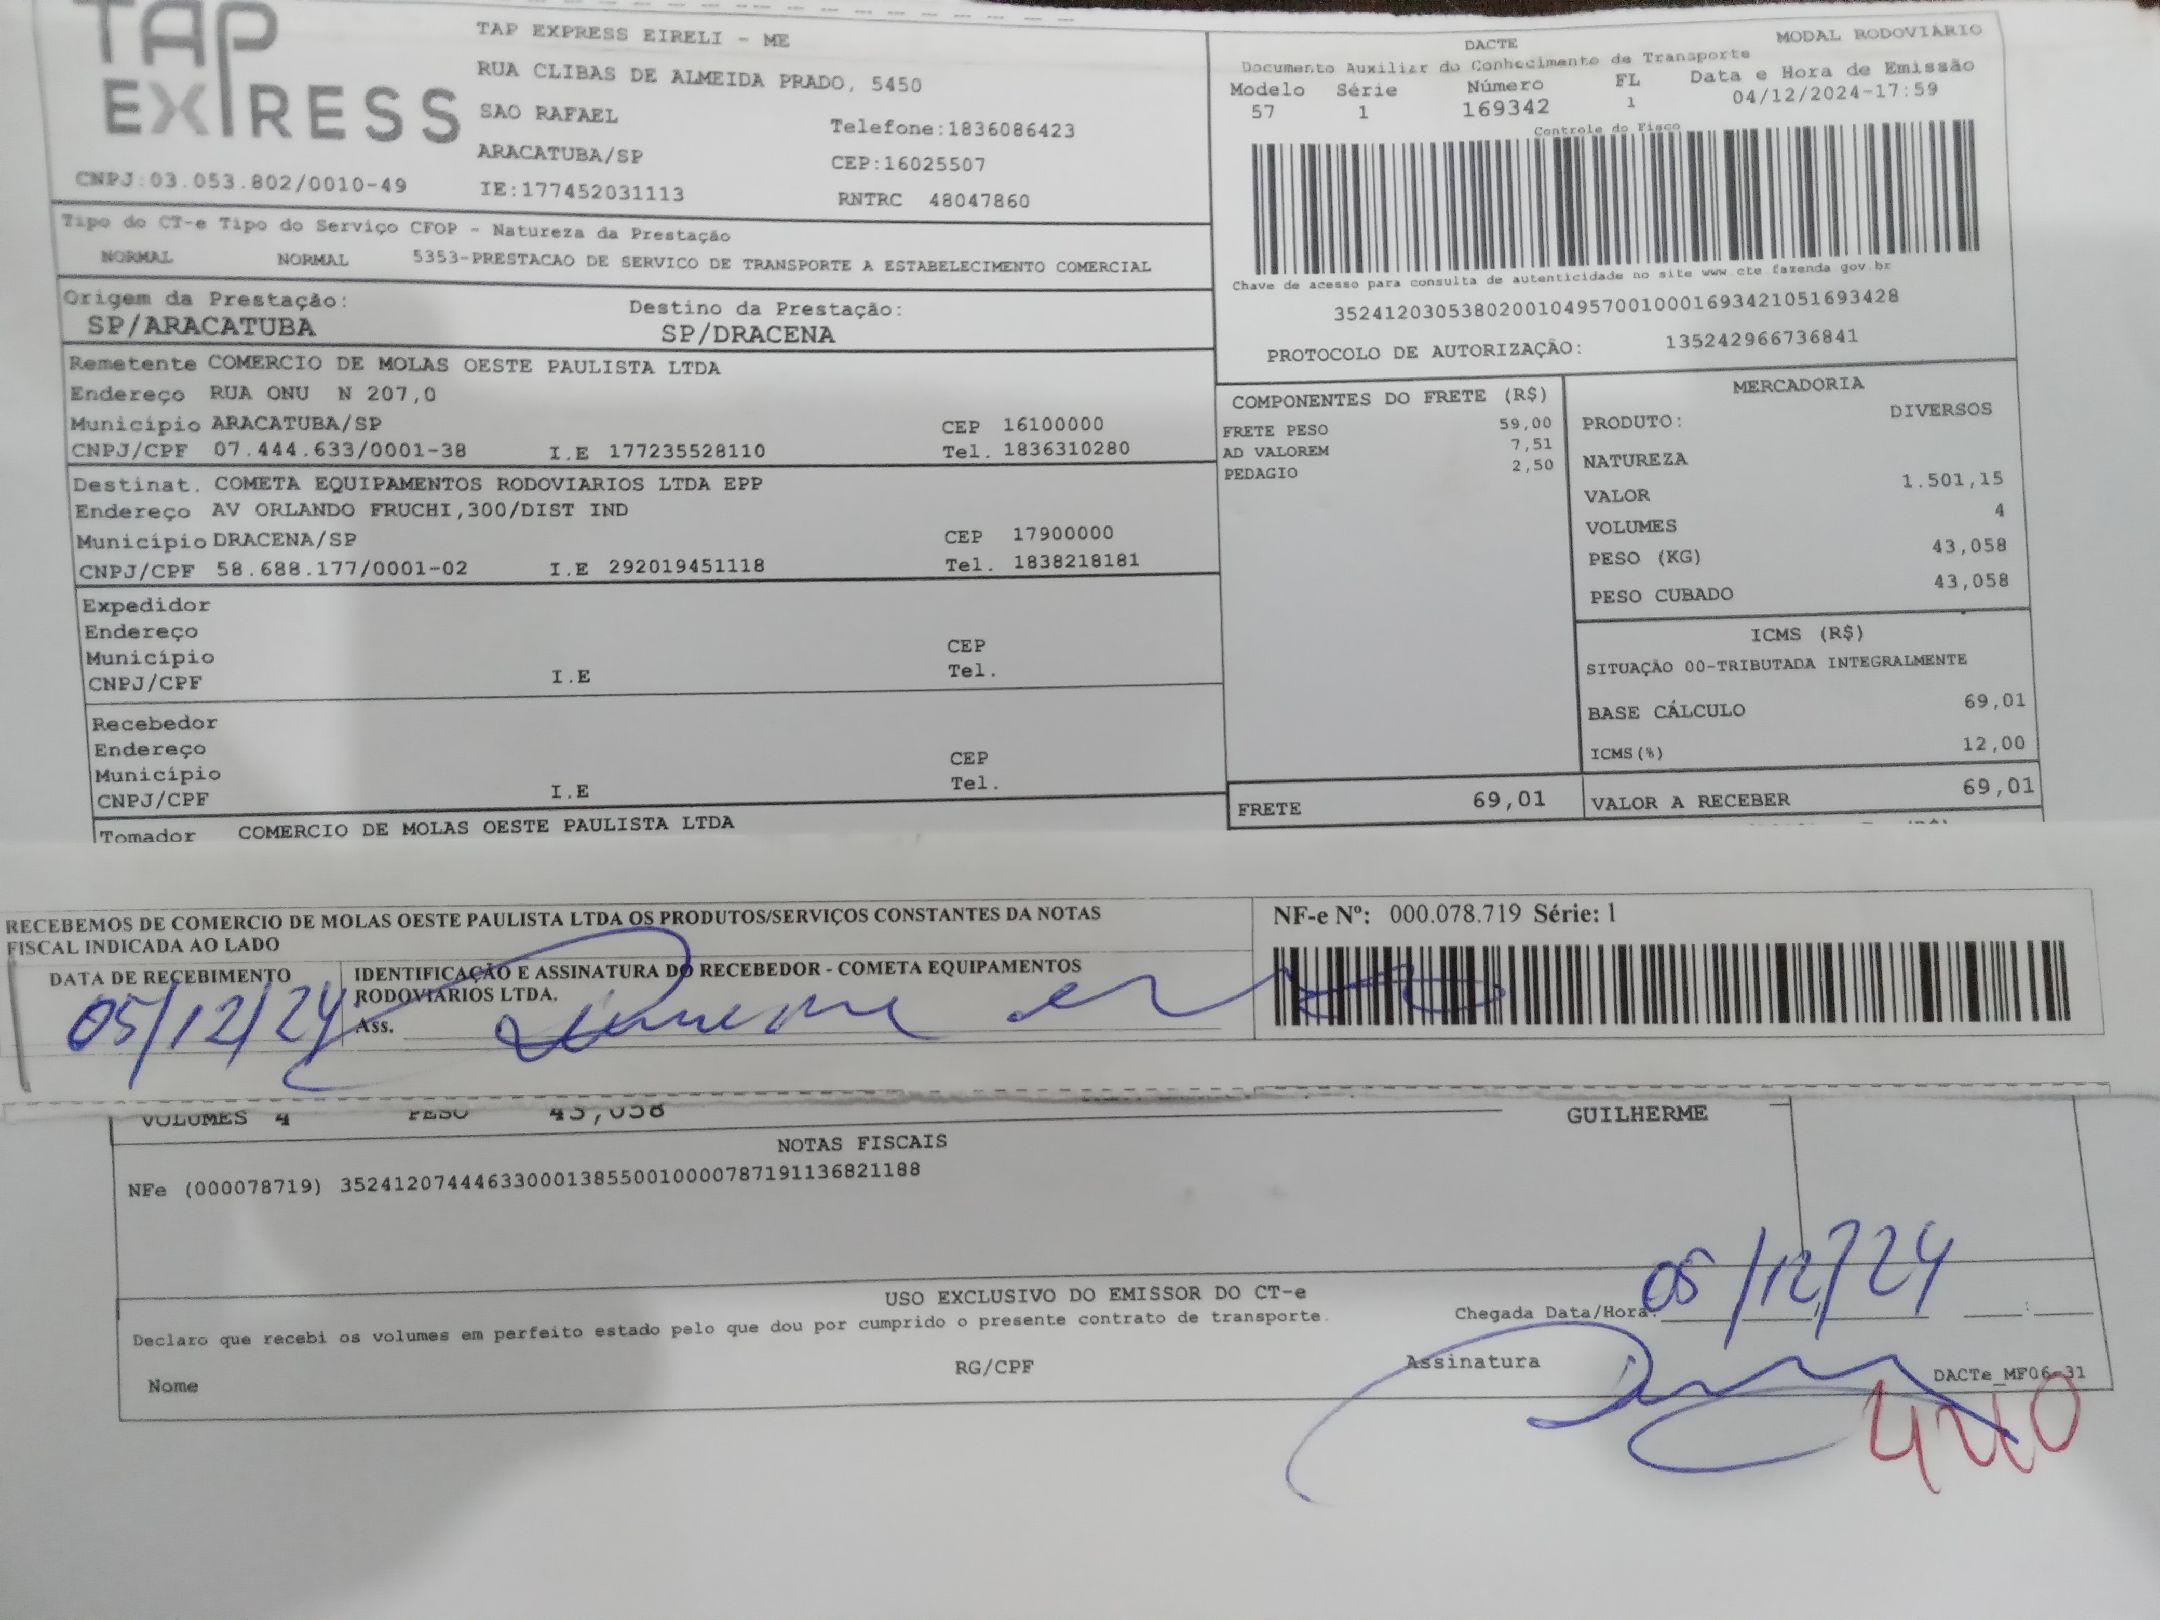 TAP
EXPRESS
CNPJ:03.053.802/0010-49
TAP EXPRESS EIRELI - ME
RUA CLIBAS DE ALMEIDA PRADO, 5450
SAO RAFAEL
Telefone:1836086423
ARACATUBA/SP
CEP:16025507
IE:177452031113
RNTRC 48047860
DACTE
MODAL RODOVIÁRIO
Documento Auxiliar do Conhecimento de Transporte
Modelo Série Número FL Data e Hora de Emissão
57 1 169342 1 04/12/2024-17:59
Controle do Fisco
Chave de acesso para consulta de autenticidade no site www.cte.fazenda gov.br
35241203053802001049570010001693421051693428
PROTOCOLO DE AUTORIZAÇÃO: 135242966736841
Tipo do CT-e Tipo do Serviço CFOP - Natureza da Prestação
NORMAL NORMAL 5353-PRESTACAO DE SERVICO DE TRANSPORTE A ESTABELECIMENTO COMERCIAL
Origem da Prestação: Destino da Prestação:
SP/ARACATUBA SP/DRACENA
Remetente COMERCIO DE MOLAS OESTE PAULISTA LTDA
Endereço RUA ONU N 207,0
Município ARACATUBA/SP CEP 16100000
CNPJ/CPF 07.444.633/0001-38 I.E 177235528110 Tel. 1836310280
Destinat. COMETA EQUIPAMENTOS RODOVIARIOS LTDA EPP
Endereço AV ORLANDO FRUCHI,300/DIST IND
Município DRACENA/SP CEP 17900000
CNPJ/CPF 58.688.177/0001-02 I.E 292019451118 Tel. 1838218181
Expedidor
Endereço
Município CEP
CNPJ/CPF I.E Tel.
Recebedor
Endereço
Município CEP
CNPJ/CPF I.E Tel.
Tomador COMERCIO DE MOLAS OESTE PAULISTA LTDA
COMPONENTES DO FRETE (R$)
FRETE PESO 59,00
AD VALOREM 7,51
PEDAGIO 2,50
FRETE 69,01
MERCADORIA
PRODUTO: DIVERSOS
NATUREZA
VALOR 1.501,15
VOLUMES 4
PESO (KG) 43,058
PESO CUBADO 43,058
ICMS (R$)
SITUAÇÃO 00-TRIBUTADA INTEGRALMENTE
BASE CÁLCULO 69,01
ICMS(%) 12,00
VALOR A RECEBER 69,01
RECEBEMOS DE COMERCIO DE MOLAS OESTE PAULISTA LTDA OS PRODUTOS/SERVIÇOS CONSTANTES DA NOTAS
FISCAL INDICADA AO LADO
NF-e Nº: 000.078.719 Série: 1
DATA DE RECEBIMENTO
05/12/24
IDENTIFICAÇÃO E ASSINATURA DO RECEBEDOR - COMETA EQUIPAMENTOS
RODOVIARIOS LTDA.
Ass.
VOLUMES 4 PESO 43,058
GUILHERME
NOTAS FISCAIS
NFe (000078719) 35241207444633000138550010000787191136821188
USO EXCLUSIVO DO EMISSOR DO CT-e
Declaro que recebi os volumes em perfeito estado pelo que dou por cumprido o presente contrato de transporte.
Chegada Data/Hora: 05/12/24
Nome
RG/CPF
Assinatura
DACTe_MF06-31